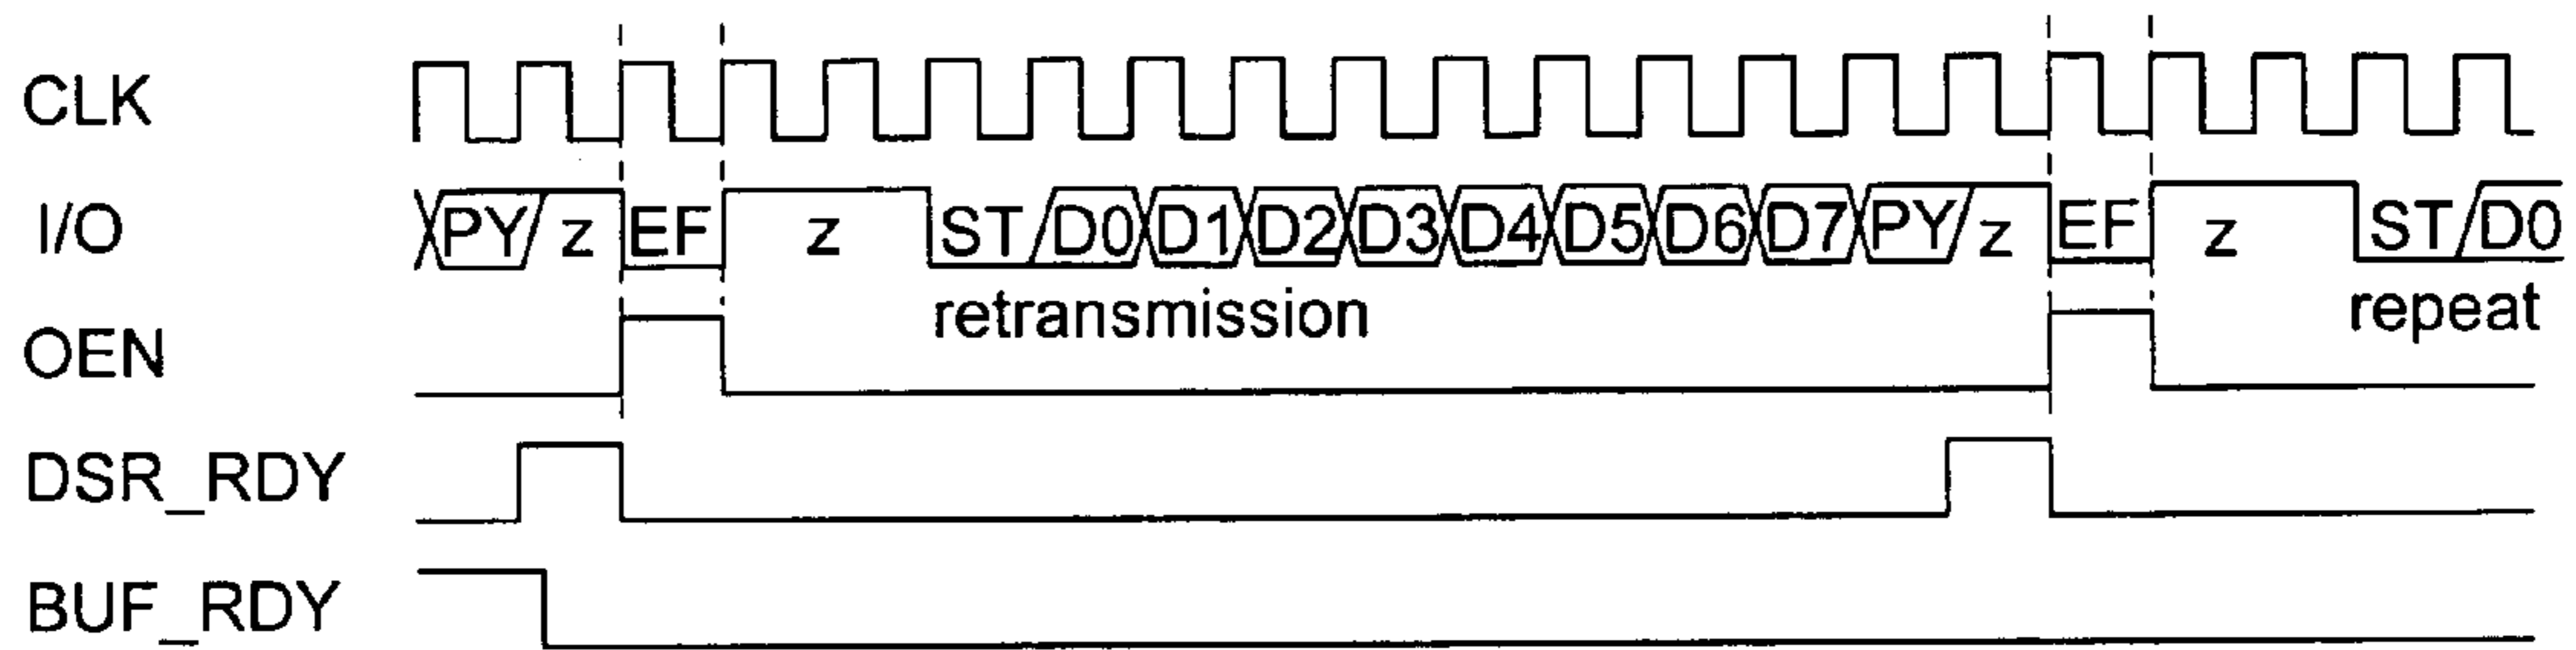 CLK
I/O PY z EF z ST D0 D1 D2 D3 D4 D5 D6 D7 PY z EF z ST D0
retransmission repeat
OEN
DSR_RDY
BUF_RDY